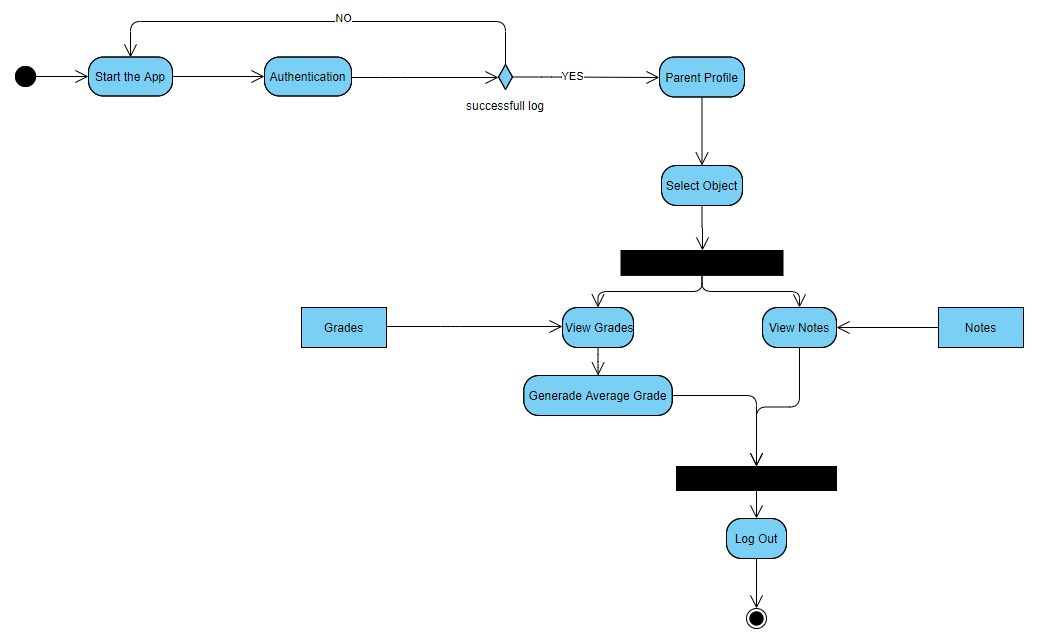 NO
Start the App
Authentication
YES
Parent Profile
successfull log
Select Object
Grades
View Grades
View Notes
Notes
Generade Average Grade
Log Out